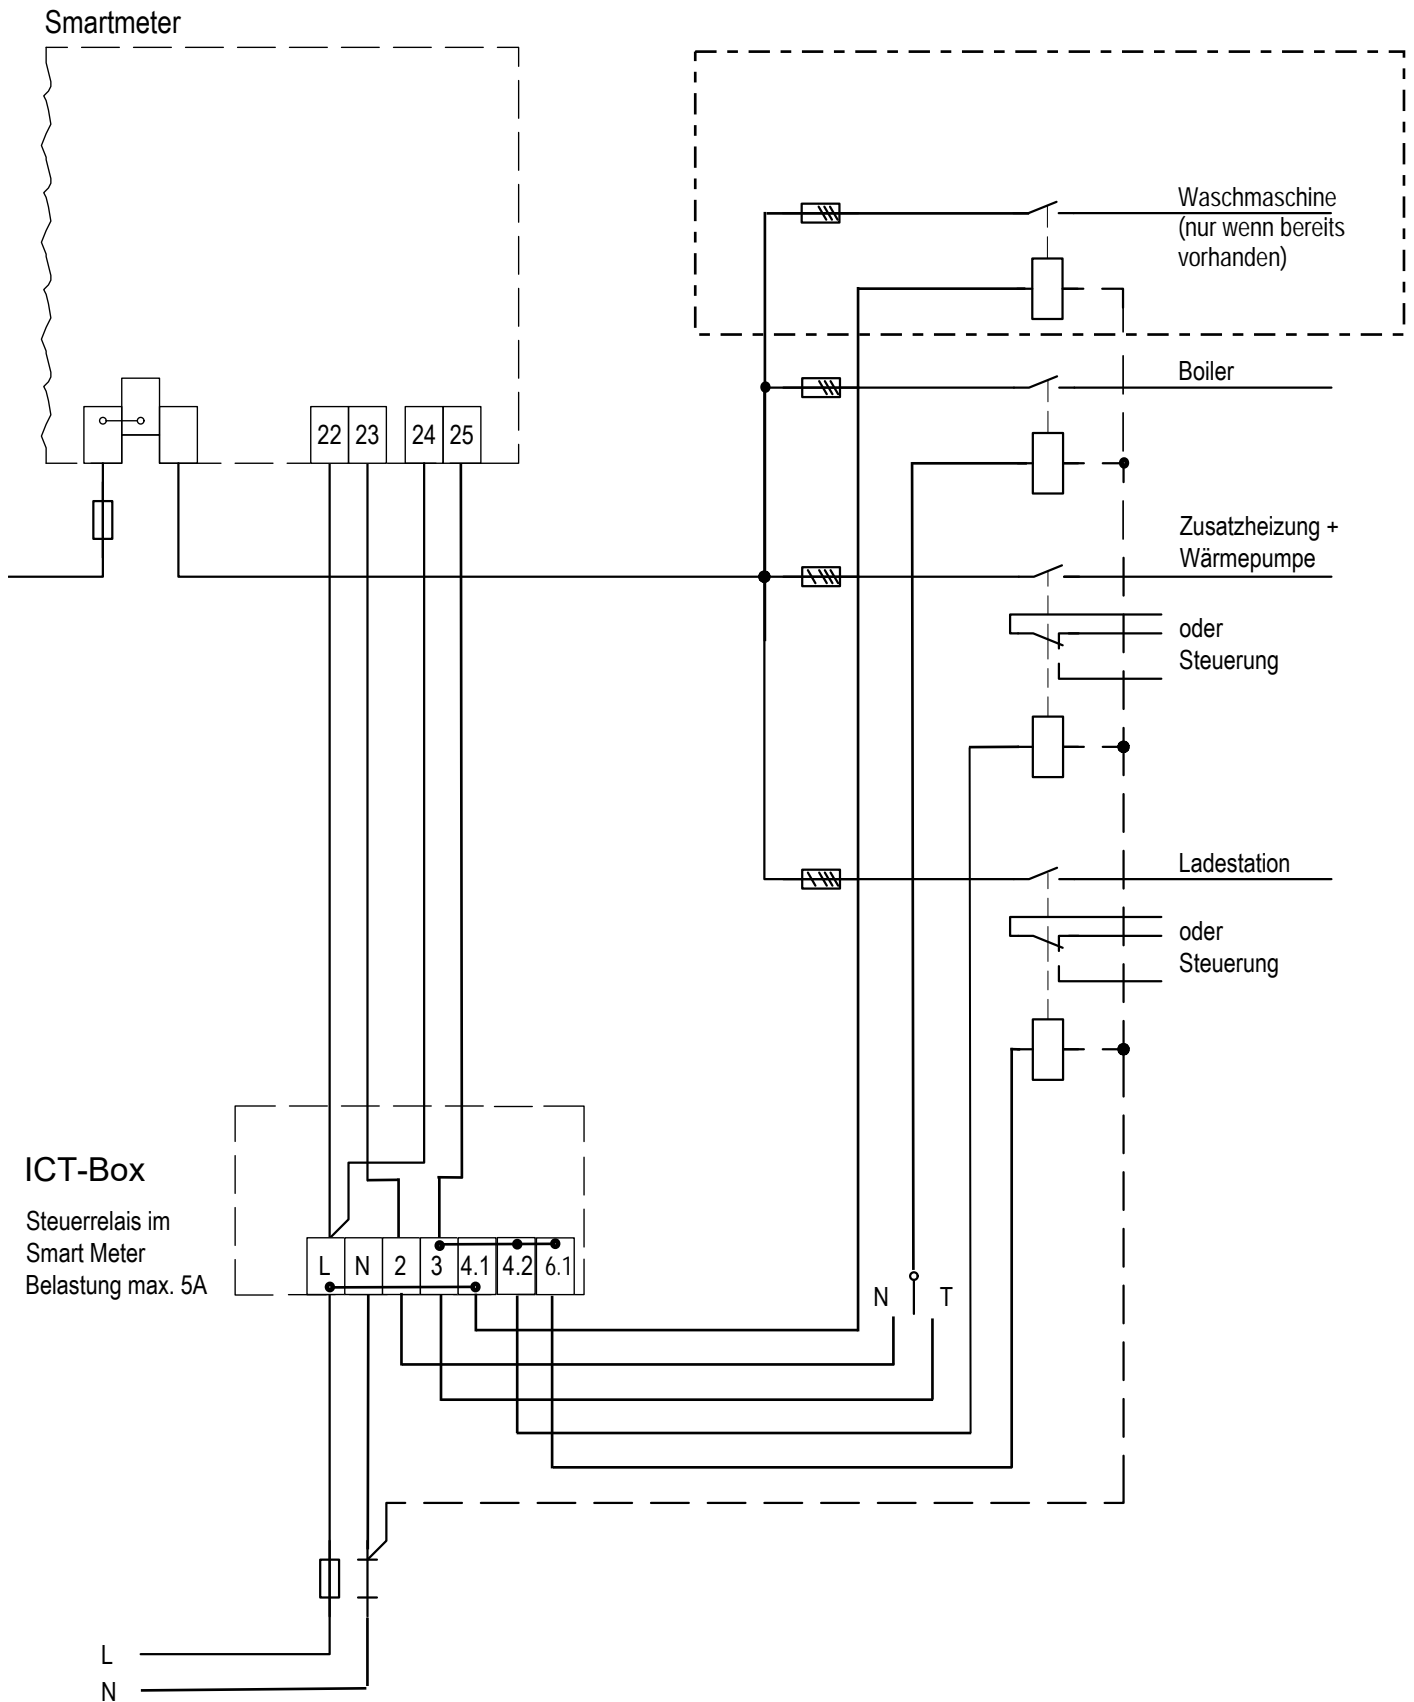 Smartmeter
Waschmaschine
(nur wenn bereits
vorhanden)
Boiler
22 23 24 25
Zusatzheizung +
Wärmepumpe
oder
Steuerung
Ladestation
oder
Steuerung
ICT-Box
Steuerrelais im
Smart Meter
Belastung max. 5A
L N 2 3 4.1 4.2 6.1
N T
L
N